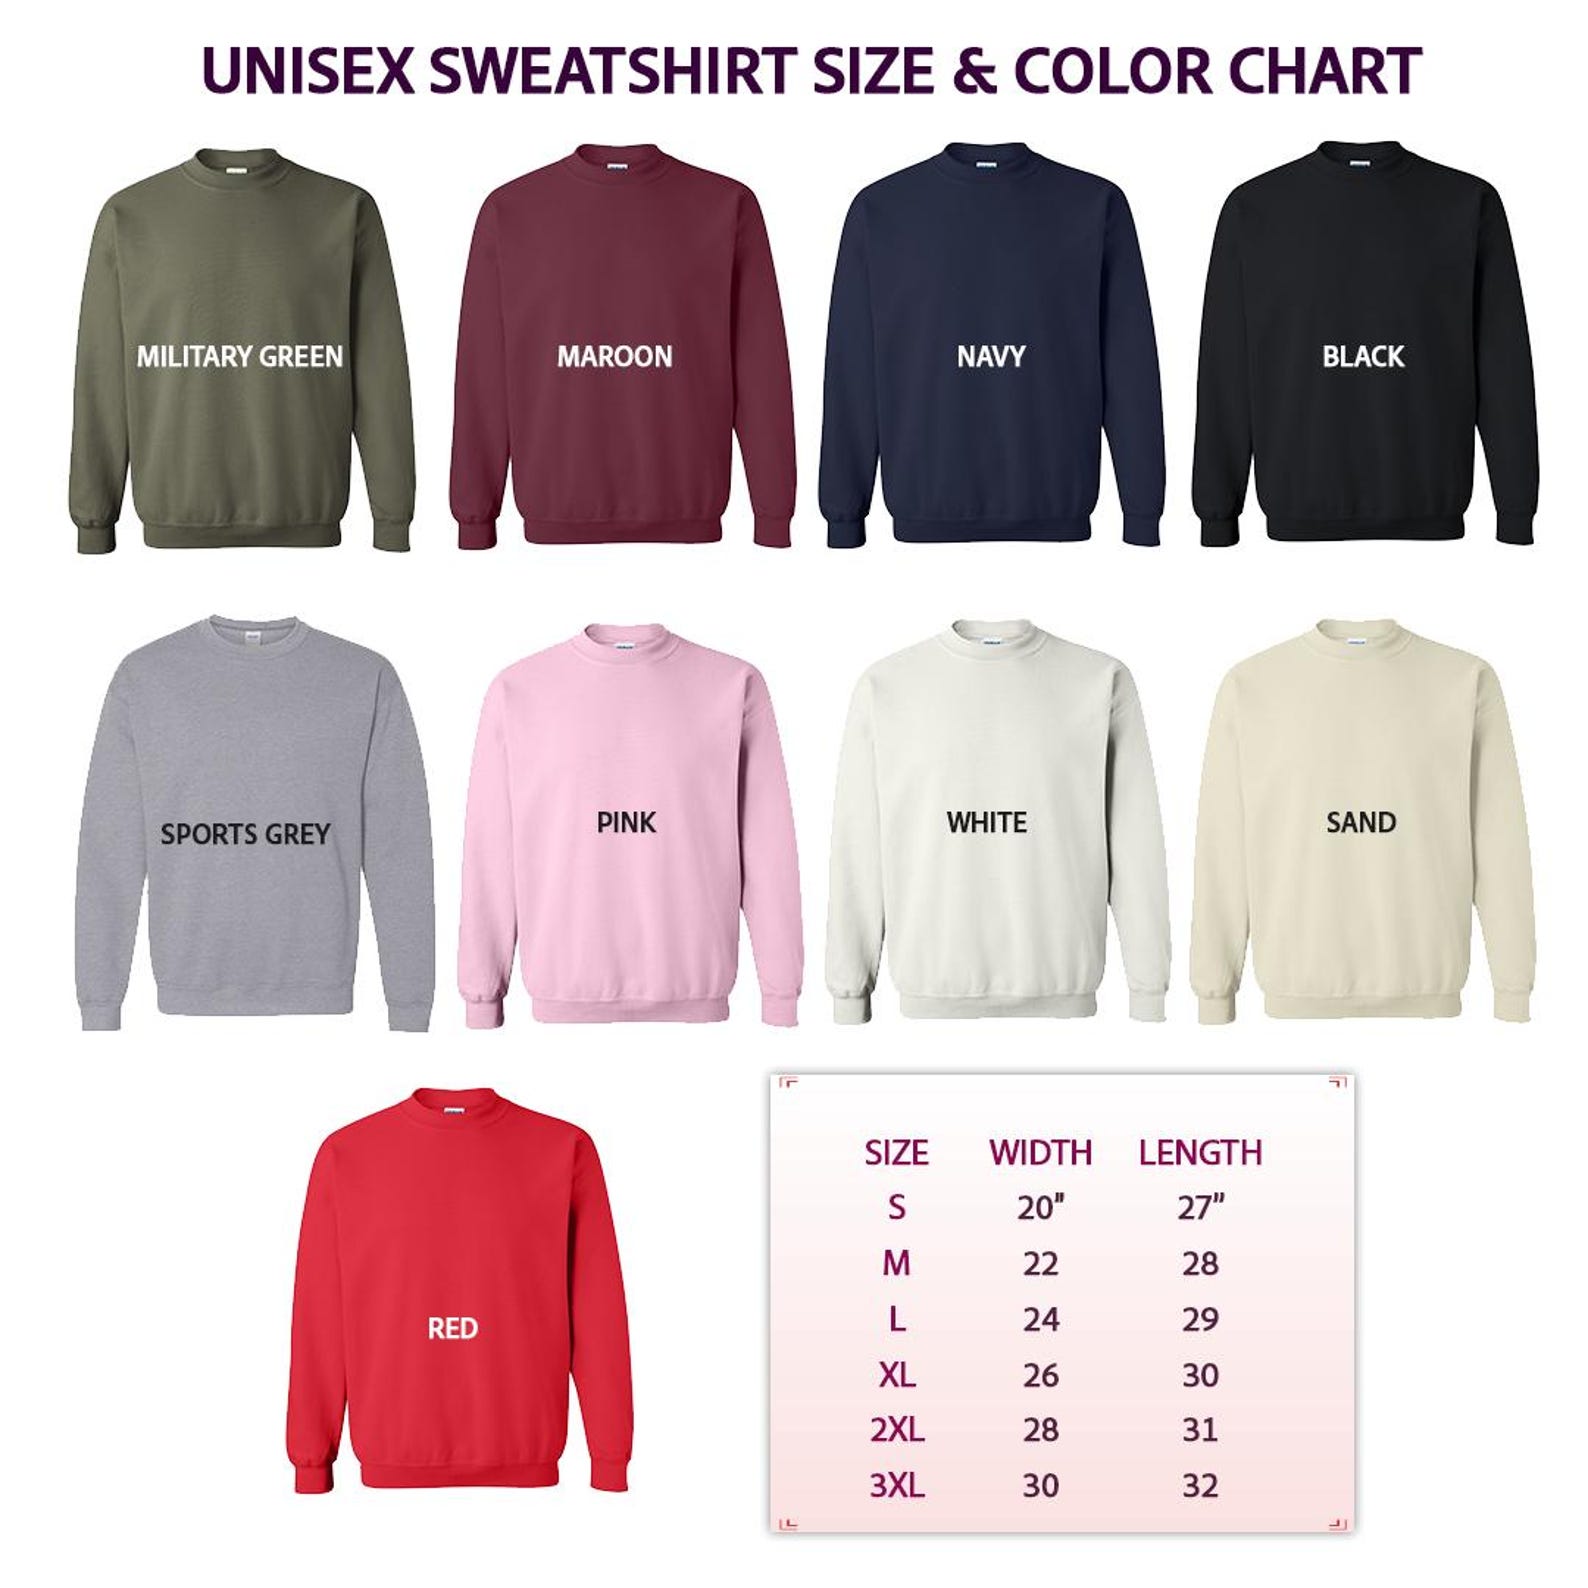 UNISEX SWEATSHIRT SIZE & COLOR CHART
MILITARY GREEN
MAROON
NAVY
BLACK
SPORTS GREY
PINK
WHITE
SAND
RED
SIZE WIDTH LENGTH
S 20" 27”
M 22 28
L 24 29
XL 26 30
2XL 28 31
3XL 30 32